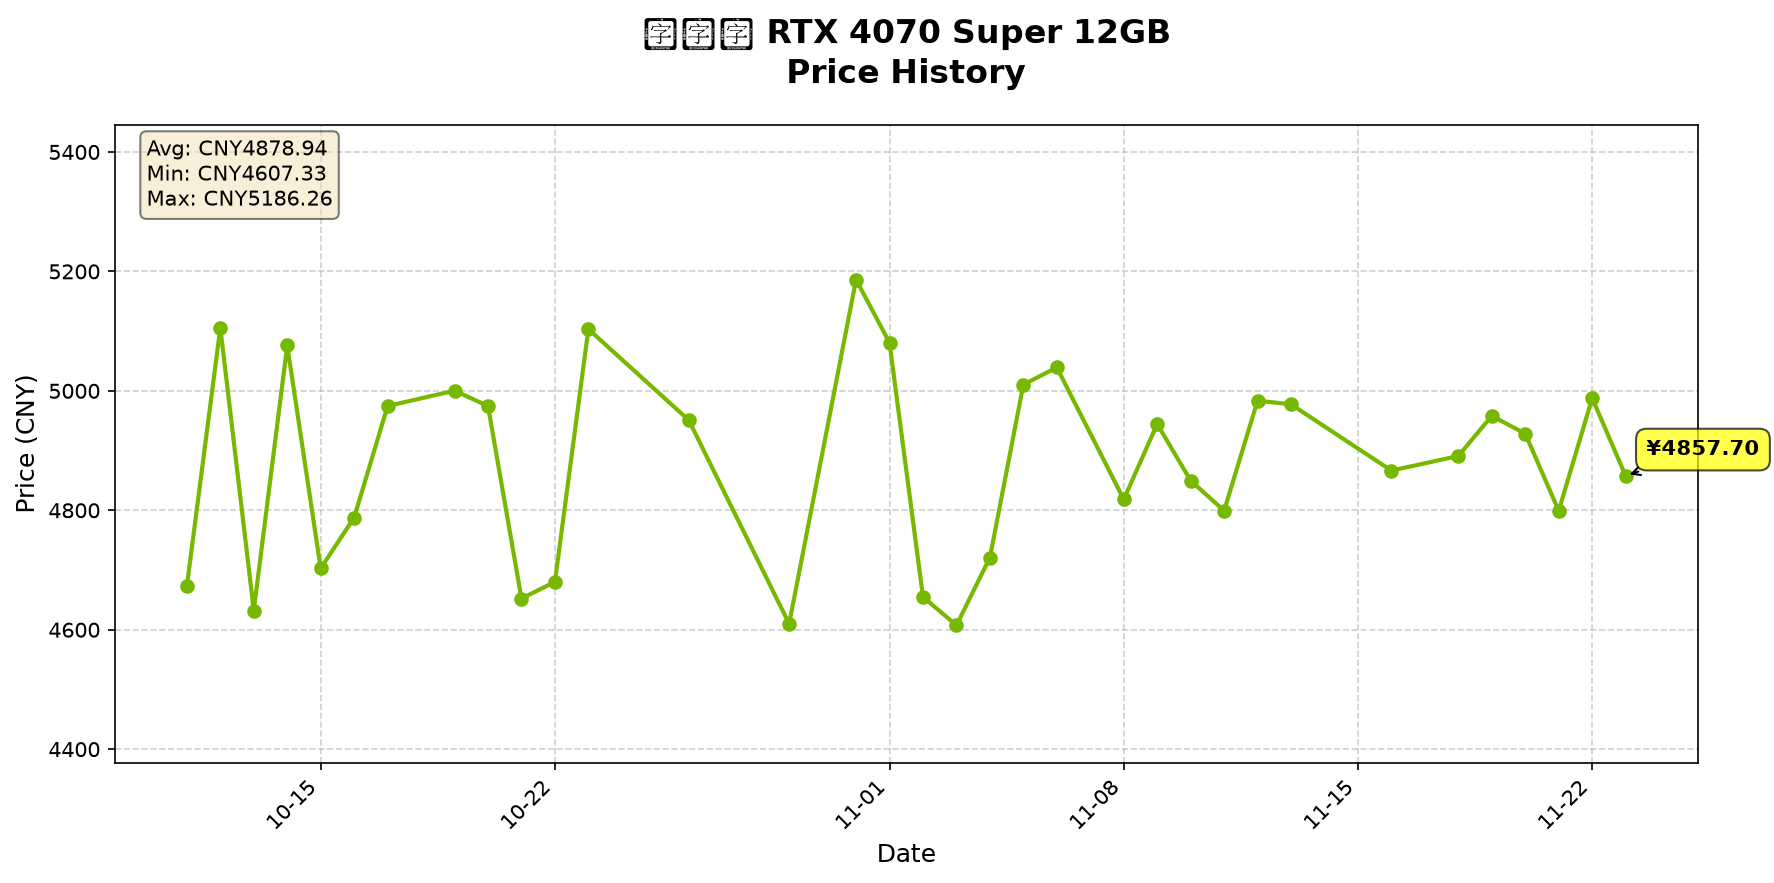 RTX 4070 Super 12GB
Price History
Avg: CNY4878.94
Min: CNY4607.33
Max: CNY5186.26
5400
5200
5000
4800
4600
4400
Price (CNY)
¥4857.70
10-15
10-22
11-01
11-08
11-15
11-22
Date